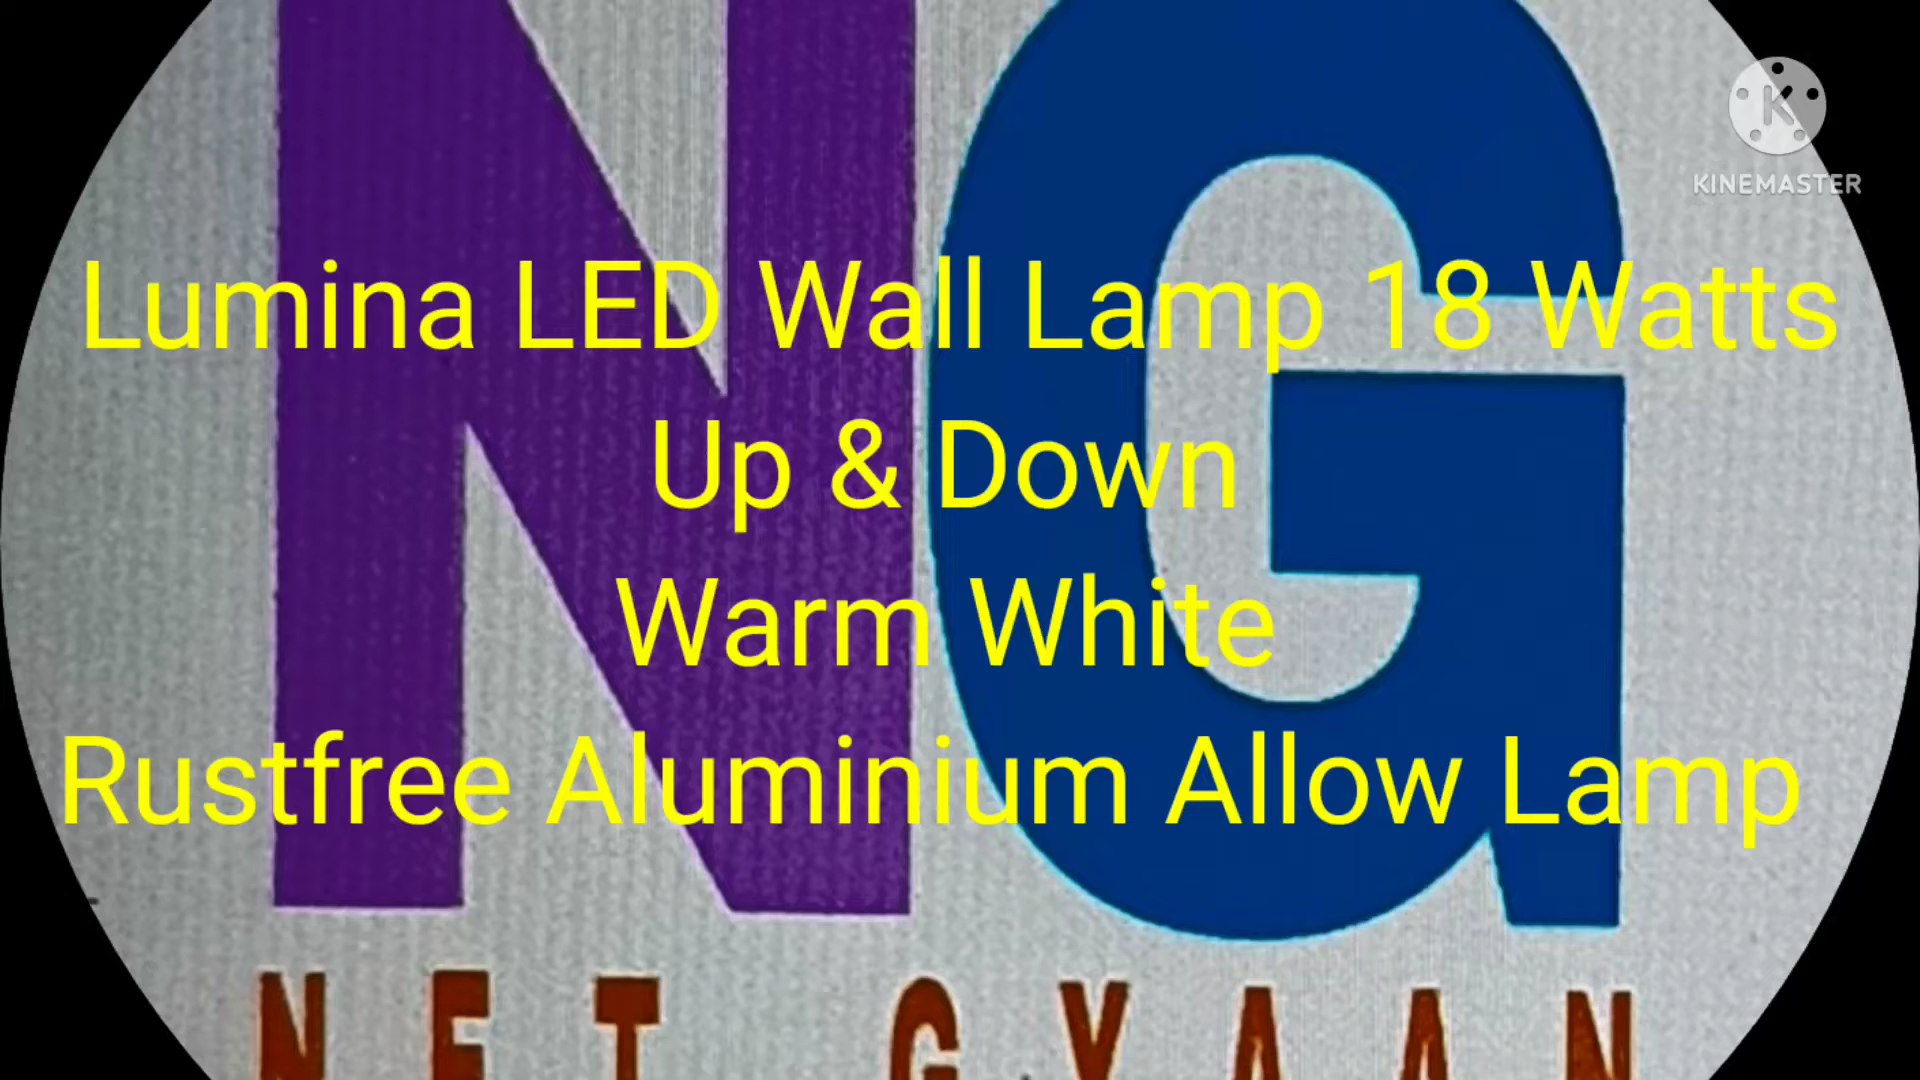 NG
KINEMASTER
Lumina LED Wall Lamp 18 Watts
Up & Down
Warm White
Rustfree Aluminium Allow Lamp
NET GYAAN